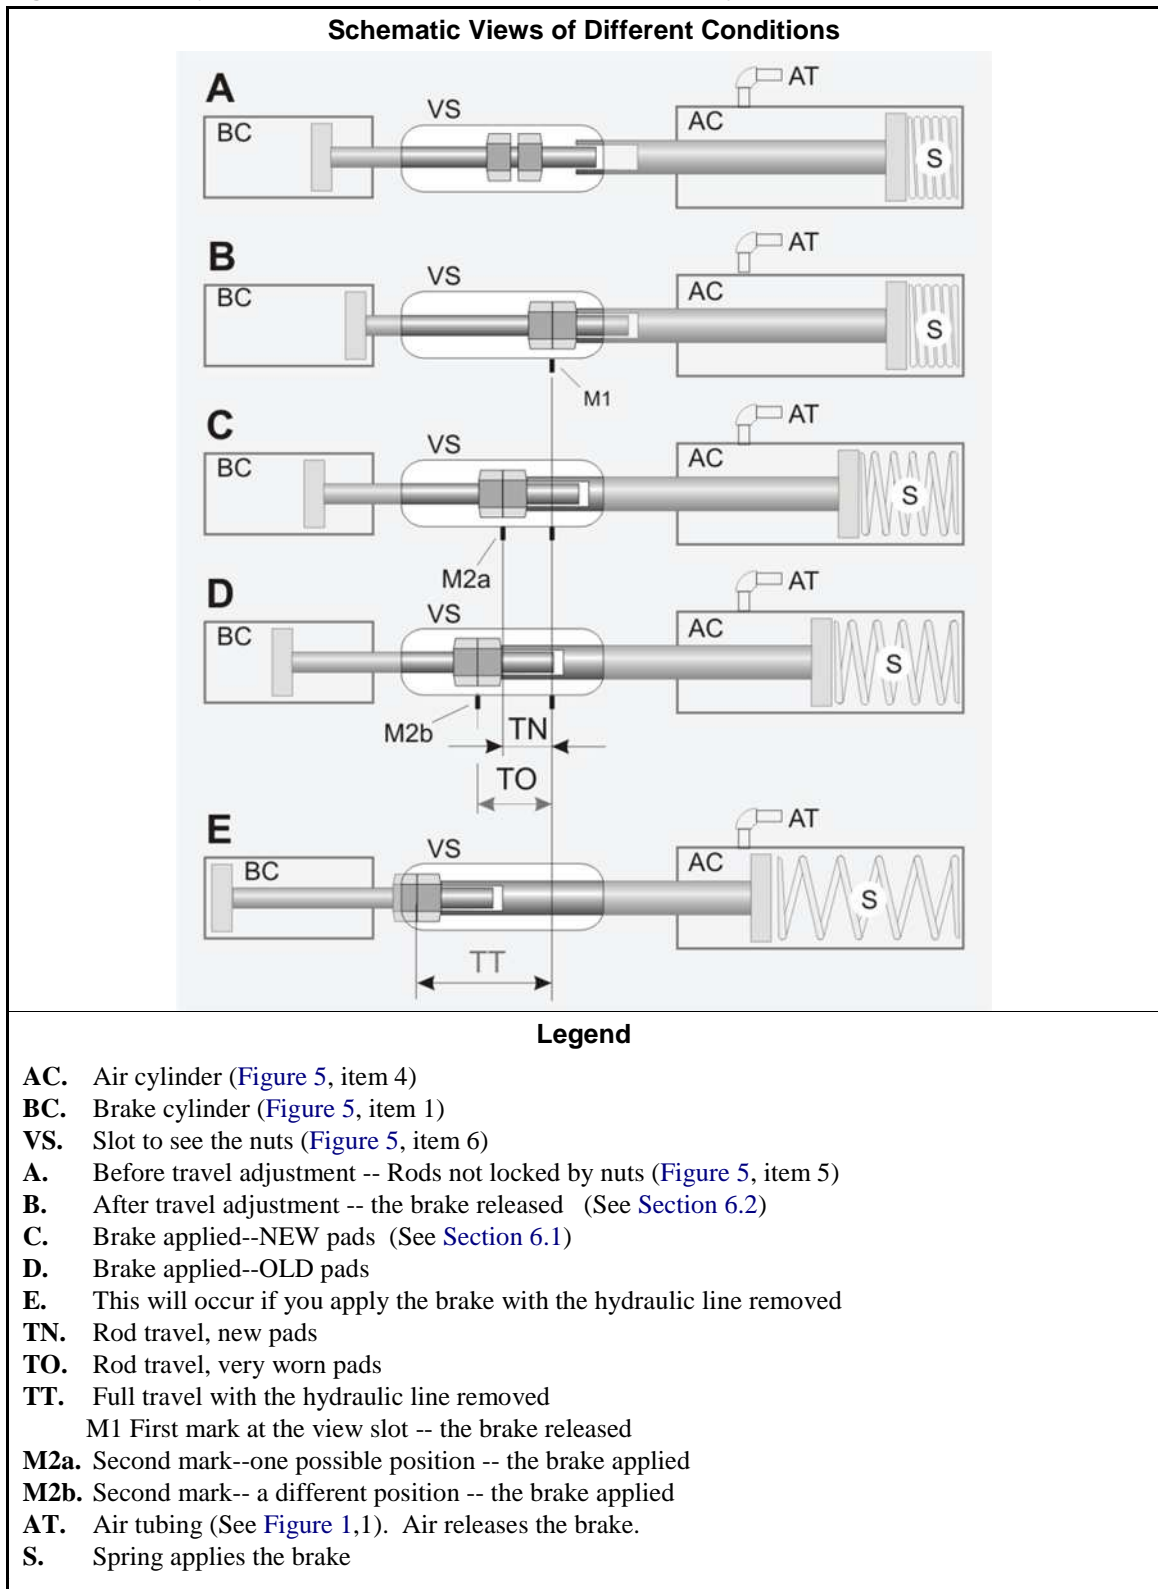 Schematic Views of Different Conditions
A
BC
VS
AC
AT
S
B
BC
VS
AC
AT
S
M1
C
BC
VS
AC
AT
S
M2a
D
BC
VS
AC
AT
S
M2b
TN
TO
E
BC
VS
AC
AT
S
TT
Legend
AC. Air cylinder (Figure 5, item 4)
BC. Brake cylinder (Figure 5, item 1)
VS. Slot to see the nuts (Figure 5, item 6)
A. Before travel adjustment -- Rods not locked by nuts (Figure 5, item 5)
B. After travel adjustment -- the brake released (See Section 6.2)
C. Brake applied--NEW pads (See Section 6.1)
D. Brake applied--OLD pads
E. This will occur if you apply the brake with the hydraulic line removed
TN. Rod travel, new pads
TO. Rod travel, very worn pads
TT. Full travel with the hydraulic line removed
M1 First mark at the view slot -- the brake released
M2a. Second mark--one possible position -- the brake applied
M2b. Second mark-- a different position -- the brake applied
AT. Air tubing (See Figure 1,1). Air releases the brake.
S. Spring applies the brake